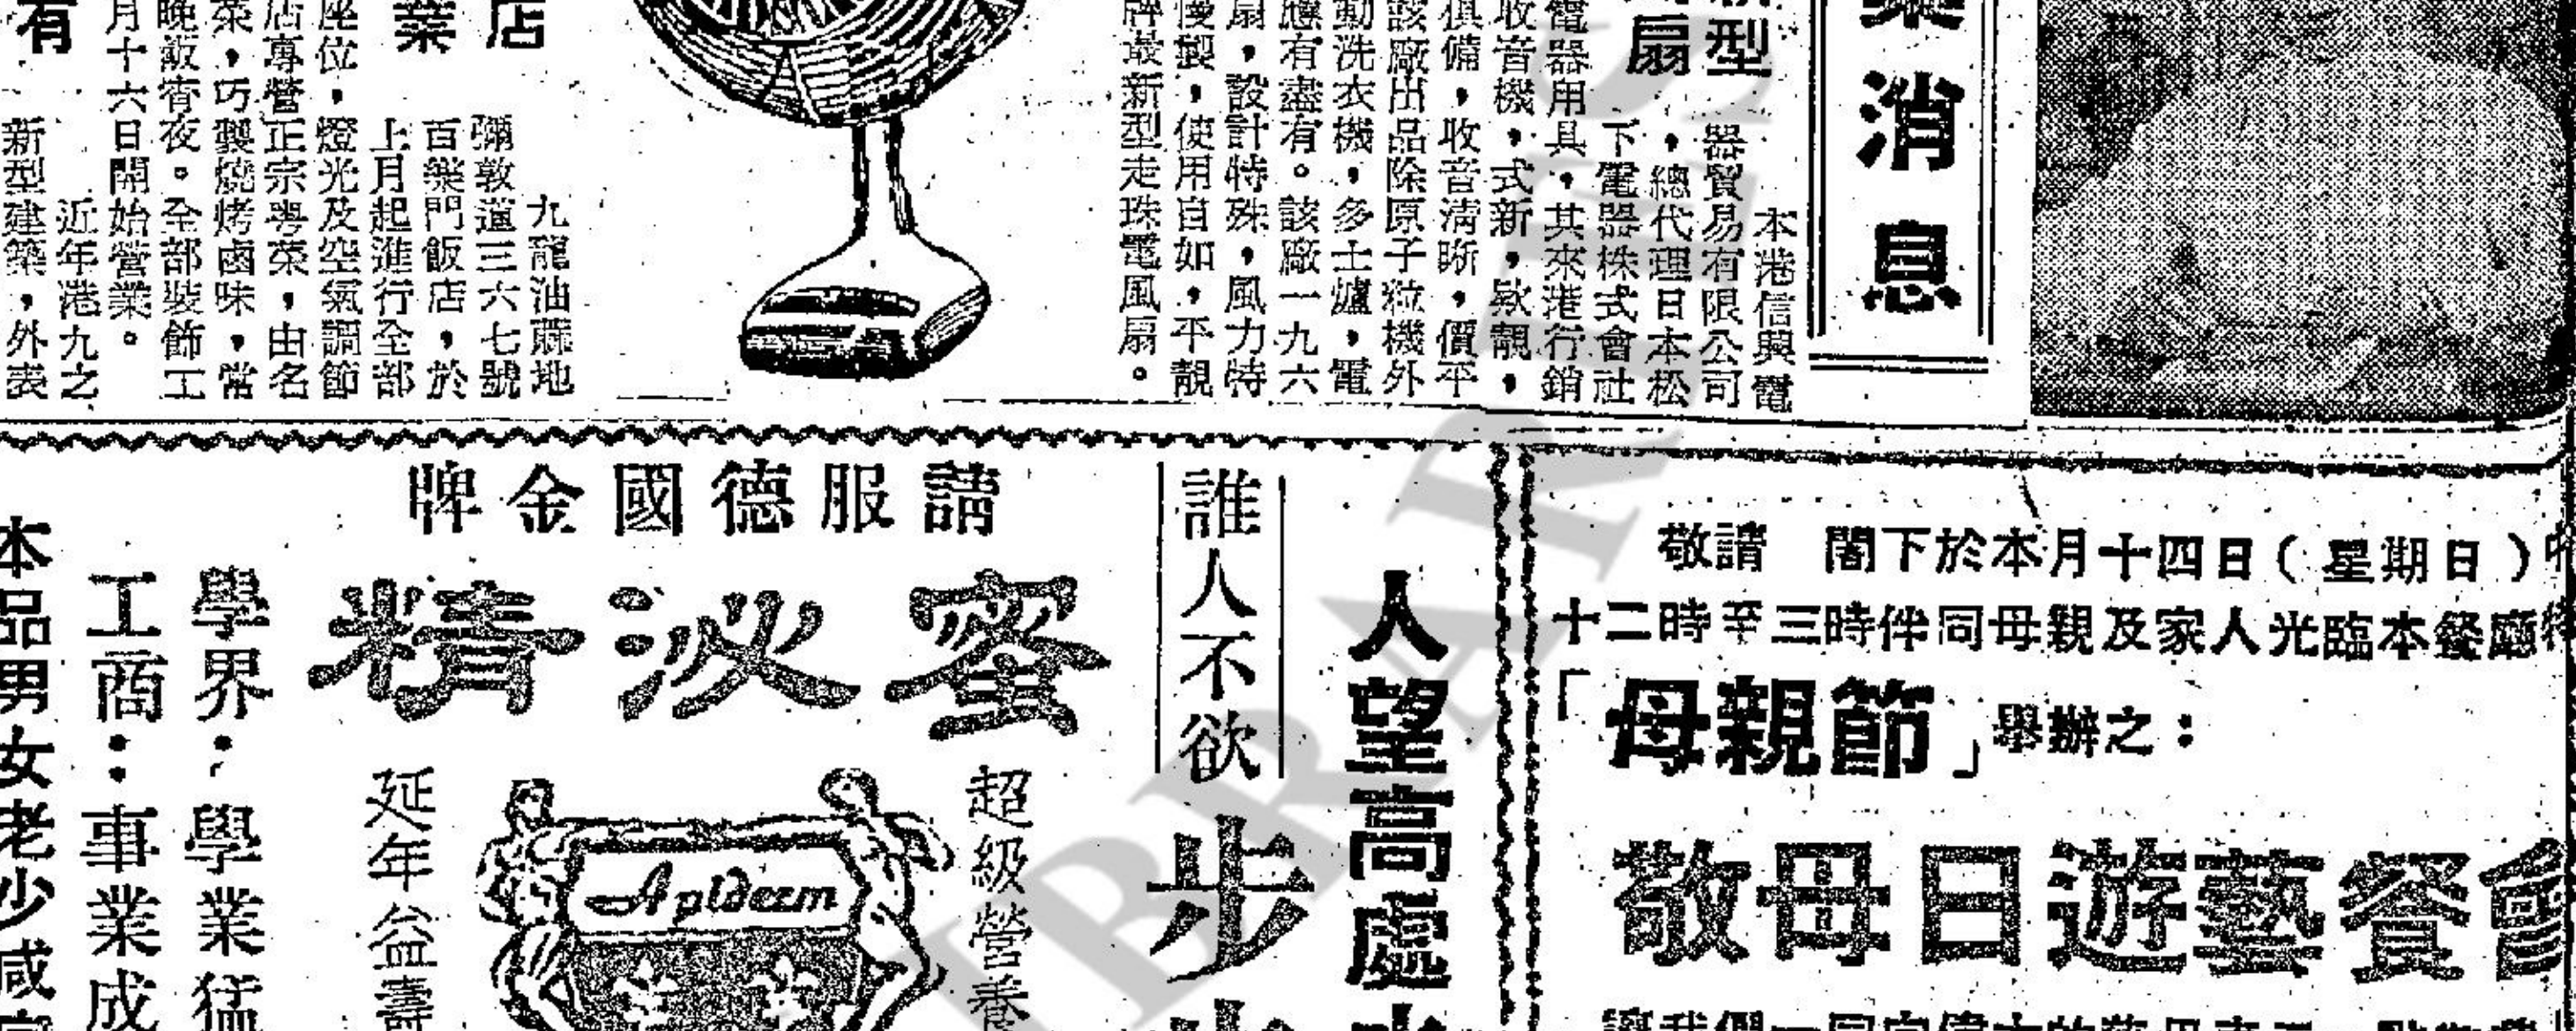 業消息
新型
風扇
本港信興電
器貿易有限公司
，總代理日本松
下電器株式會社
電器用具，其來港行銷
收音機，式新，款靚，
俱備，收音清晰，價平
該廠出品除原子粒機外
動洗衣機，多士爐，電
應有盡有。該廠一九六
扇，設計特殊，風力特
慢製，使用自如，平靚
牌最新型走珠電風扇。
店
業
有
九龍油蔴地
彌敦道三六七號
百樂門飯店，於
上月起進行全部
座位，燈光及空氣調節
店專營正宗粵菜，由名
菜，巧製燒烤鹵味，常
晚飯宵夜。全部裝飾工
月十六日開始營業。
近年港九之
新型建築，外表
敬請　閣下於本月十四日（星期日）
十二時至三時伴同母親及家人光臨本餐廳特
「母親節」舉辦之：
敬母日遊藝餐會
人望高處
誰人不欲
步
請服德國金牌
蜜淑精
超級營養
Apiderm
延年益壽
學界：學業猛
工商：事業成
本品男女老少咸宜